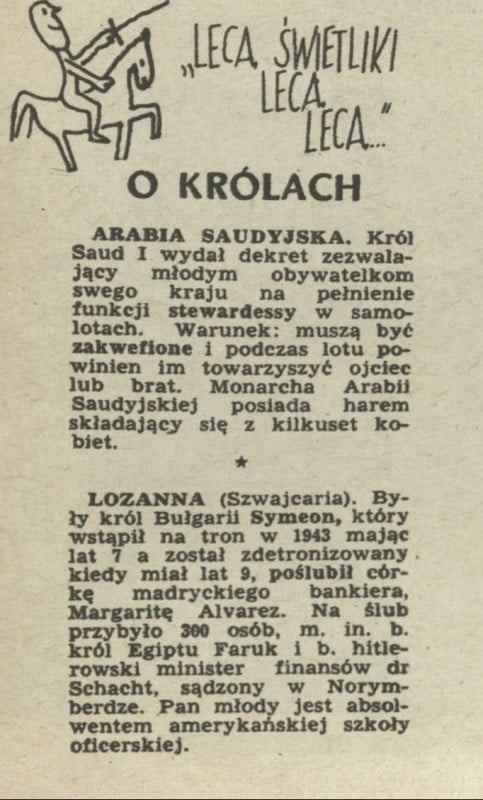 „LECĄ ŚWIETLIKI
LECĄ,
LECĄ..."
O KRÓLACH
ARABIA SAUDYJSKA. Król
Saud I wydał dekret zezwala-
jący młodym obywatelkom
swego kraju na pełnienie
funkcji stewardessy w samo-
lotach. Warunek: muszą być
zakwefione i podczas lotu po-
winien im towarzyszyć ojciec
lub brat. Monarcha Arabii
Saudyjskiej posiada harem
składający się z kilkuset ko-
biet.
★
LOZANNA (Szwajcaria). By-
ły król Bułgarii Symeon, który
wstąpił na tron w 1943 mając
lat 7 a został zdetronizowany
kiedy miał lat 9, poślubił cór-
kę madryckiego bankiera,
Margaritę Alvarez. Na ślub
przybyło 300 osób, m. in. b.
król Egiptu Faruk i b. hitle-
rowski minister finansów dr
Schacht, sądzony w Norym-
berdze. Pan młody jest absol-
wentem amerykańskiej szkoły
oficerskiej.